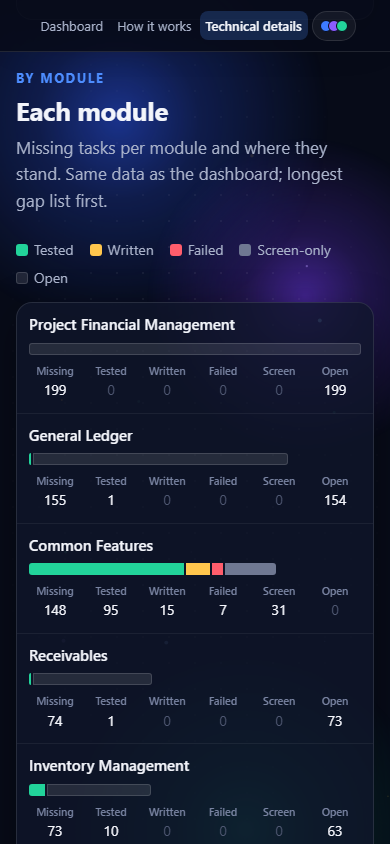 Dashboard How it works Technical details
BY MODULE
Each module
Missing tasks per module and where they
stand. Same data as the dashboard; longest
gap list first.
Tested Written Failed Screen-only
Open
Project Financial Management
Missing Tested Written Failed Screen Open
199 0 0 0 0 199
General Ledger
Missing Tested Written Failed Screen Open
155 1 0 0 0 154
Common Features
Missing Tested Written Failed Screen Open
148 95 15 7 31 0
Receivables
Missing Tested Written Failed Screen Open
74 1 0 0 0 73
Inventory Management
Missing Tested Written Failed Screen Open
73 10 0 0 0 63